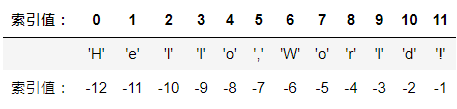 索引值： 0 1 2 3 4 5 6 7 8 9 10 11
'H' 'e' 'l' 'l' 'o' ',' 'W' 'o' 'r' 'l' 'd' '!'
索引值： -12 -11 -10 -9 -8 -7 -6 -5 -4 -3 -2 -1